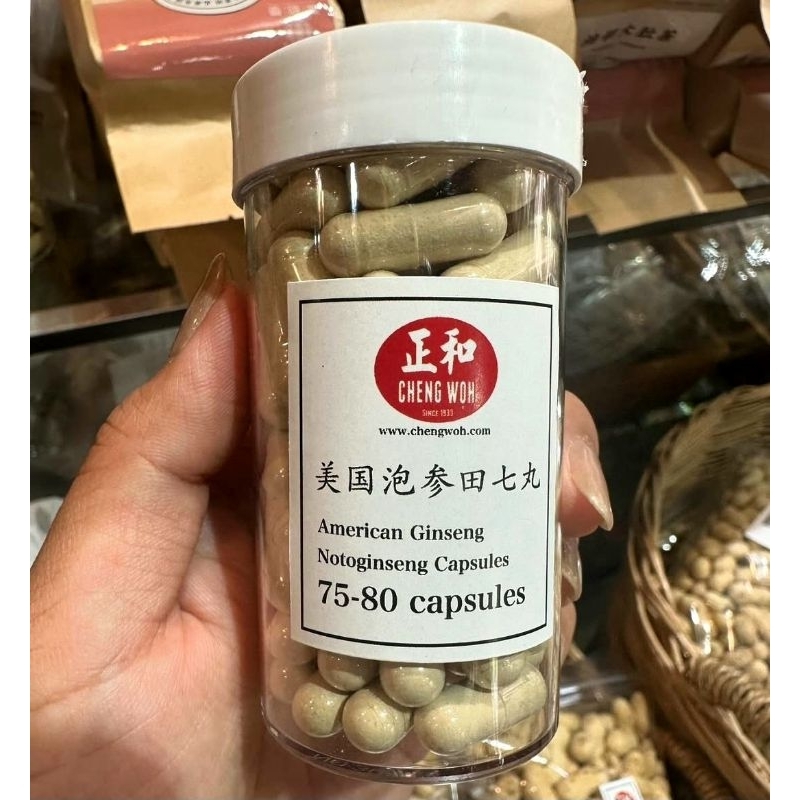 正和
CHENG WOH
SINCE 1933
www.chengwoh.com
美国泡参田七丸
American Ginseng
Notoginseng Capsules
75-80 capsules